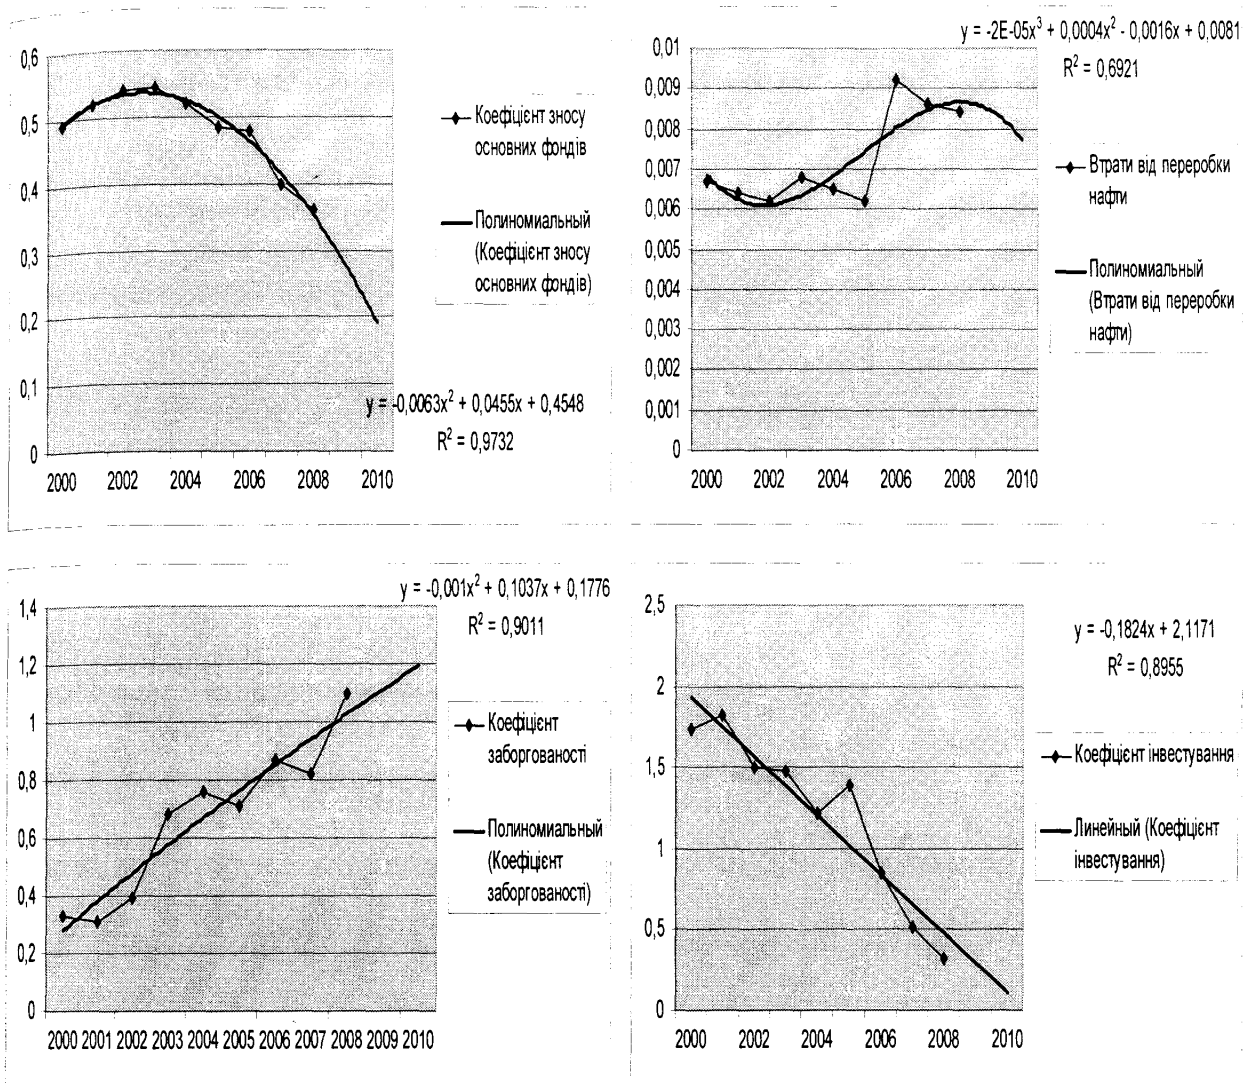 0,6
0,5
0,4
0,3
0,2
0,1
0
2000 2002 2004 2006 2008 2010
Коефіцієнт зносу
основних фондів
Полиномиальный
(Коефіцієнт зносу
основних фондів)
y = -0,0063x² + 0,0455x + 0,4548
R² = 0,9732
y = -2E-05x³ + 0,0004x² - 0,0016x + 0,0081
R² = 0,6921
0,01
0,009
0,008
0,007
0,006
0,005
0,004
0,003
0,002
0,001
0
2000 2002 2004 2006 2008 2010
Втрати від переробки
нафти
Полиномиальный
(Втрати від переробки
нафти)
y = -0,001x² + 0,1037x + 0,1776
R² = 0,9011
1,4
1,2
1
0,8
0,6
0,4
0,2
0
2000 2001 2002 2003 2004 2005 2006 2007 2008 2009 2010
Коефіцієнт
заборгованості
Полиномиальный
(Коефіцієнт
заборгованості)
2,5
2
1,5
1
0,5
0
2000 2002 2004 2006 2008 2010
y = -0,1824x + 2,1171
R² = 0,8955
Коефіцієнт інвестування
Линейный (Коефіцієнт
інвестування)